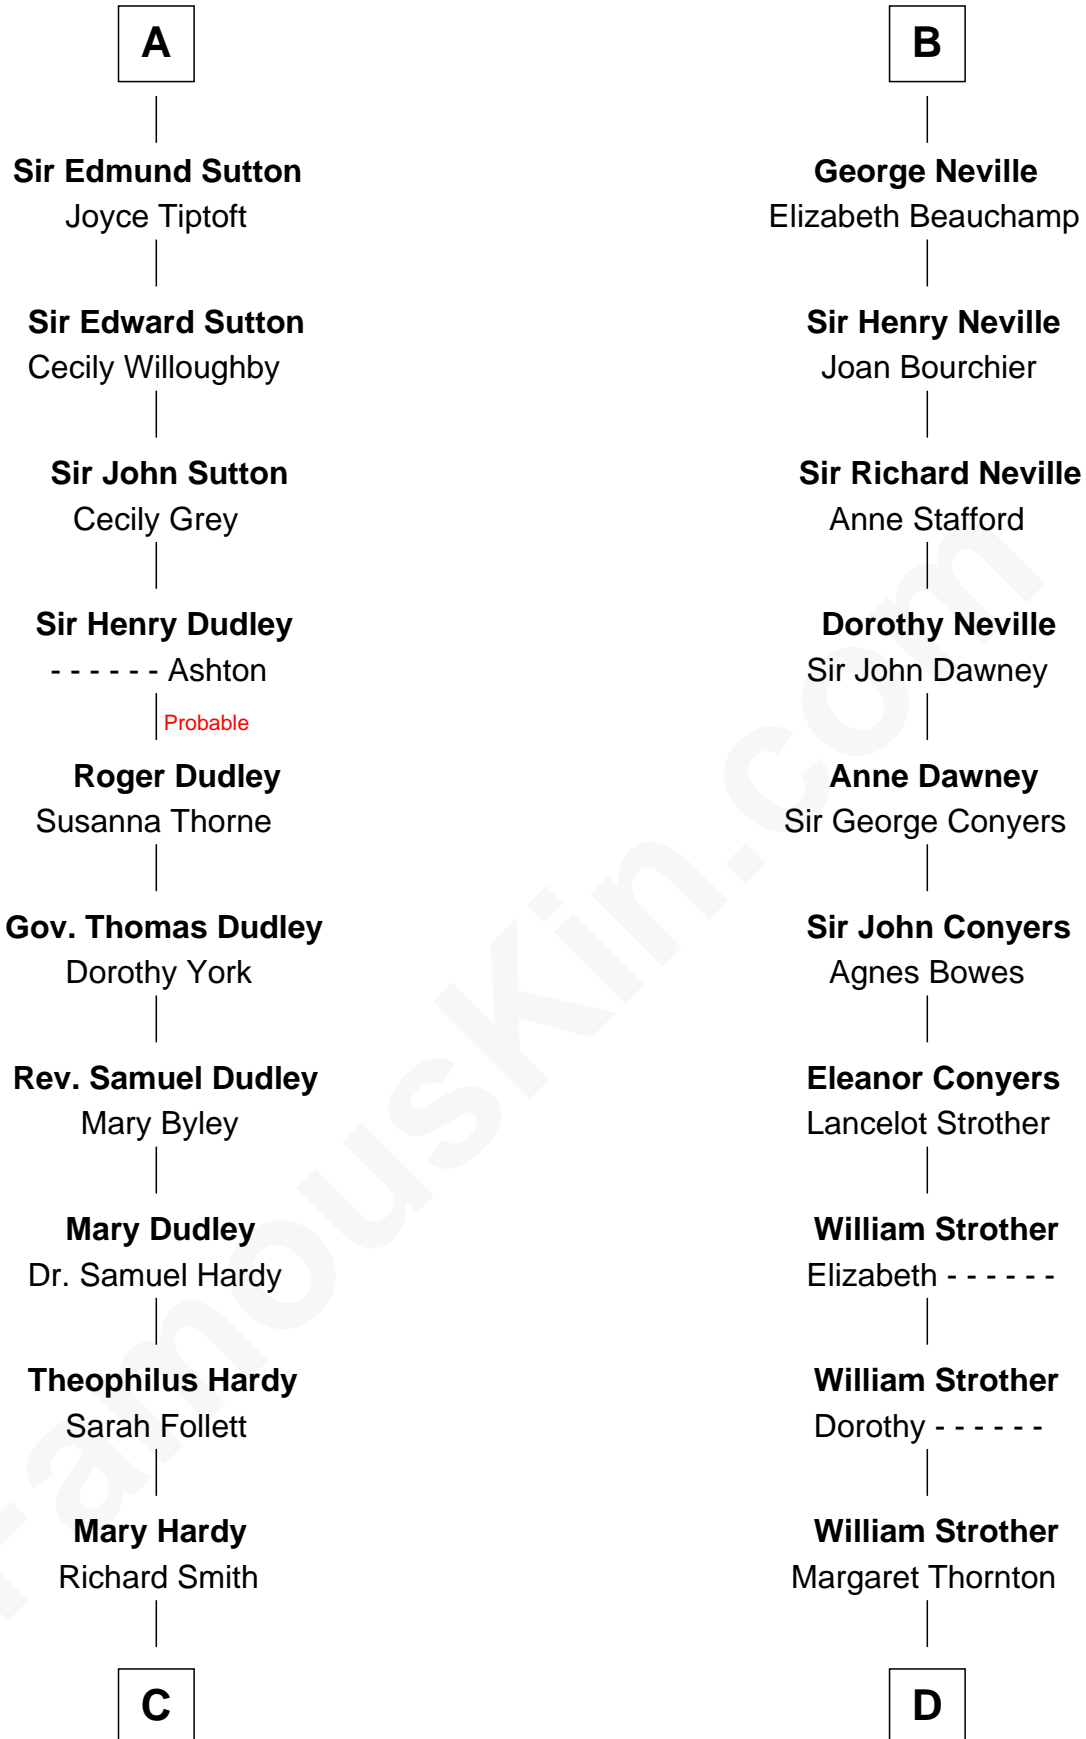 A
Sir Edmund Sutton
Joyce Tiptoft
Sir Edward Sutton
Cecily Willoughby
Sir John Sutton
Cecily Grey
Sir Henry Dudley
- - - - - - Ashton
Probable
Roger Dudley
Susanna Thorne
Gov. Thomas Dudley
Dorothy York
Rev. Samuel Dudley
Mary Byley
Mary Dudley
Dr. Samuel Hardy
Theophilus Hardy
Sarah Follett
Mary Hardy
Richard Smith
C
B
George Neville
Elizabeth Beauchamp
Sir Henry Neville
Joan Bourchier
Sir Richard Neville
Anne Stafford
Dorothy Neville
Sir John Dawney
Anne Dawney
Sir George Conyers
Sir John Conyers
Agnes Bowes
Eleanor Conyers
Lancelot Strother
William Strother
Elizabeth - - - - - -
William Strother
Dorothy - - - - - -
William Strother
Margaret Thornton
D
FamousKin.com